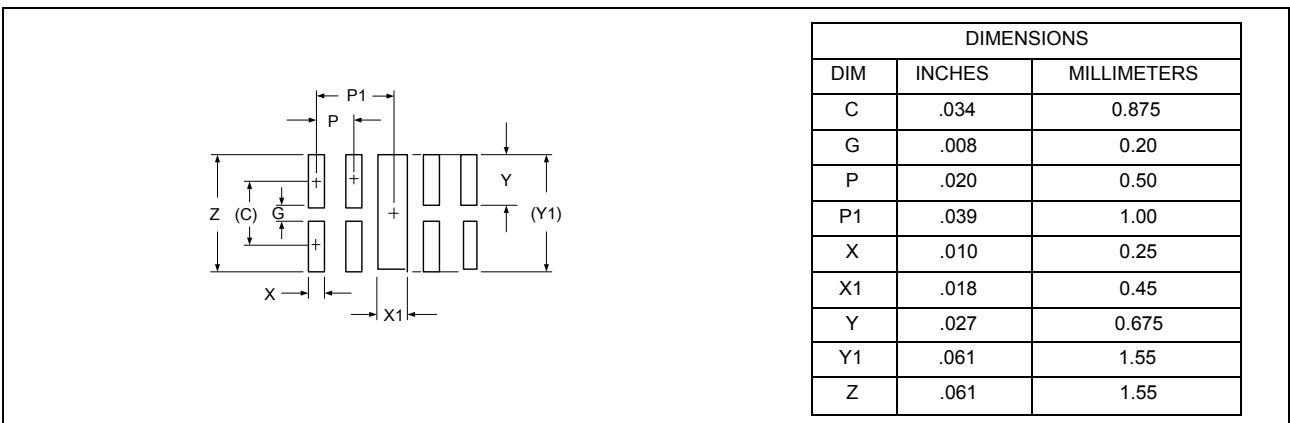 P1
P
Z (C) G Y (Y1)
X
X1
DIMENSIONS
DIM INCHES MILLIMETERS
C .034 0.875
G .008 0.20
P .020 0.50
P1 .039 1.00
X .010 0.25
X1 .018 0.45
Y .027 0.675
Y1 .061 1.55
Z .061 1.55